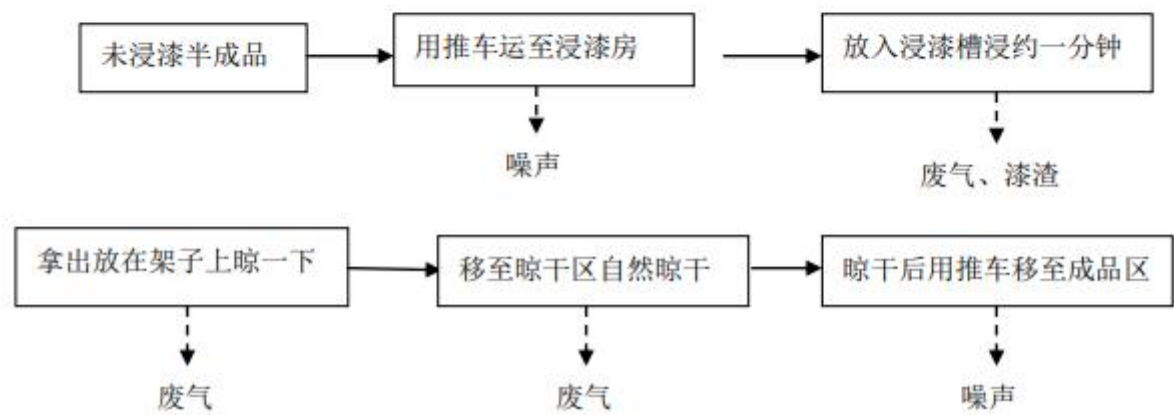 未浸漆半成品
用推车运至浸漆房
放入浸漆槽浸约一分钟
噪声
废气、漆渣
拿出放在架子上晾一下
移至晾干区自然晾干
晾干后用推车移至成品区
废气
废气
噪声